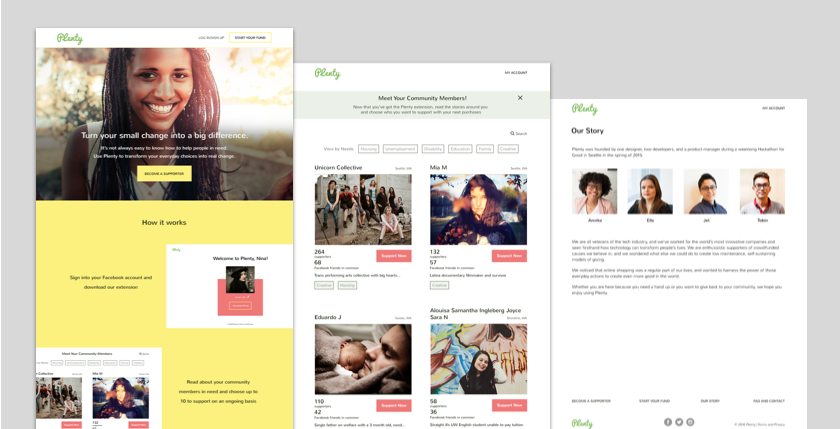 Plenty
LOG IN/SIGN UP
START YOUR FUND
Turn your small change into a big difference.
It's not always easy to know how to help people in need.
Use Plenty to transform your everyday choices into real change.
BECOME A SUPPORTER
How it works
Sign into your Facebook account and
download our extension
Plenty
Welcome to Plenty, Nina!
Meet Your Community Members
Search
Collective
Mia M
Support Now
Support Now
Read about your community
members in need and choose up to
10 to support on an ongoing basis
Plenty
MY ACCOUNT
Meet Your Community Members!
Now that you've got the Plenty extension, read the stories around you
and choose who you want to support with your next purchases
Search
View by Needs
Housing
Unemployment
Disability
Education
Family
Creative
Unicorn Collective
Seattle, WA
264
supporters
68
Facebook friends in common
Support Now
Trans performing arts collective with big hearts...
Creative
Housing
Mia M
Seattle, WA
132
supporters
57
Facebook friends in common
Support Now
Latina documentary filmmaker and survivor
Creative
Eduardo J
Seattle, WA
110
supporters
42
Facebook friends in common
Support Now
Single father on welfare with a 3 month old, need...
Alouisa Samantha Ingleberg Joyce
Sara N
58
supporters
36
Facebook friends in common
Support Now
Straight A's UW English student unable to pay tuition
Plenty
MY ACCOUNT
Our Story
Plenty was founded by one designer, two developers, and a product manager during a weeklong Hackathon for
Good in Seattle in the spring of 2015.
Annika
Elle
Jet
Tobin
We are all veterans of the tech industry, and we've worked for the world's most innovative companies and
seen firsthand how technology can transform people's lives. We are enthusiastic supporters of crowdfunded
causes we believe in, and we wondered what else we could do to create low maintenance, self-sustaining
models of giving.
We noticed that online shopping was a regular part of our lives, and wanted to harness the power of those
everyday actions to create even more good in the world.
Whether you are here because you need a hand up or you want to give back to your community, we hope you
enjoy using Plenty.
BECOME A SUPPORTER
START YOUR FUND
OUR STORY
FAQ AND CONTACT
Plenty
© 2016 Plenty | Terms and Privacy